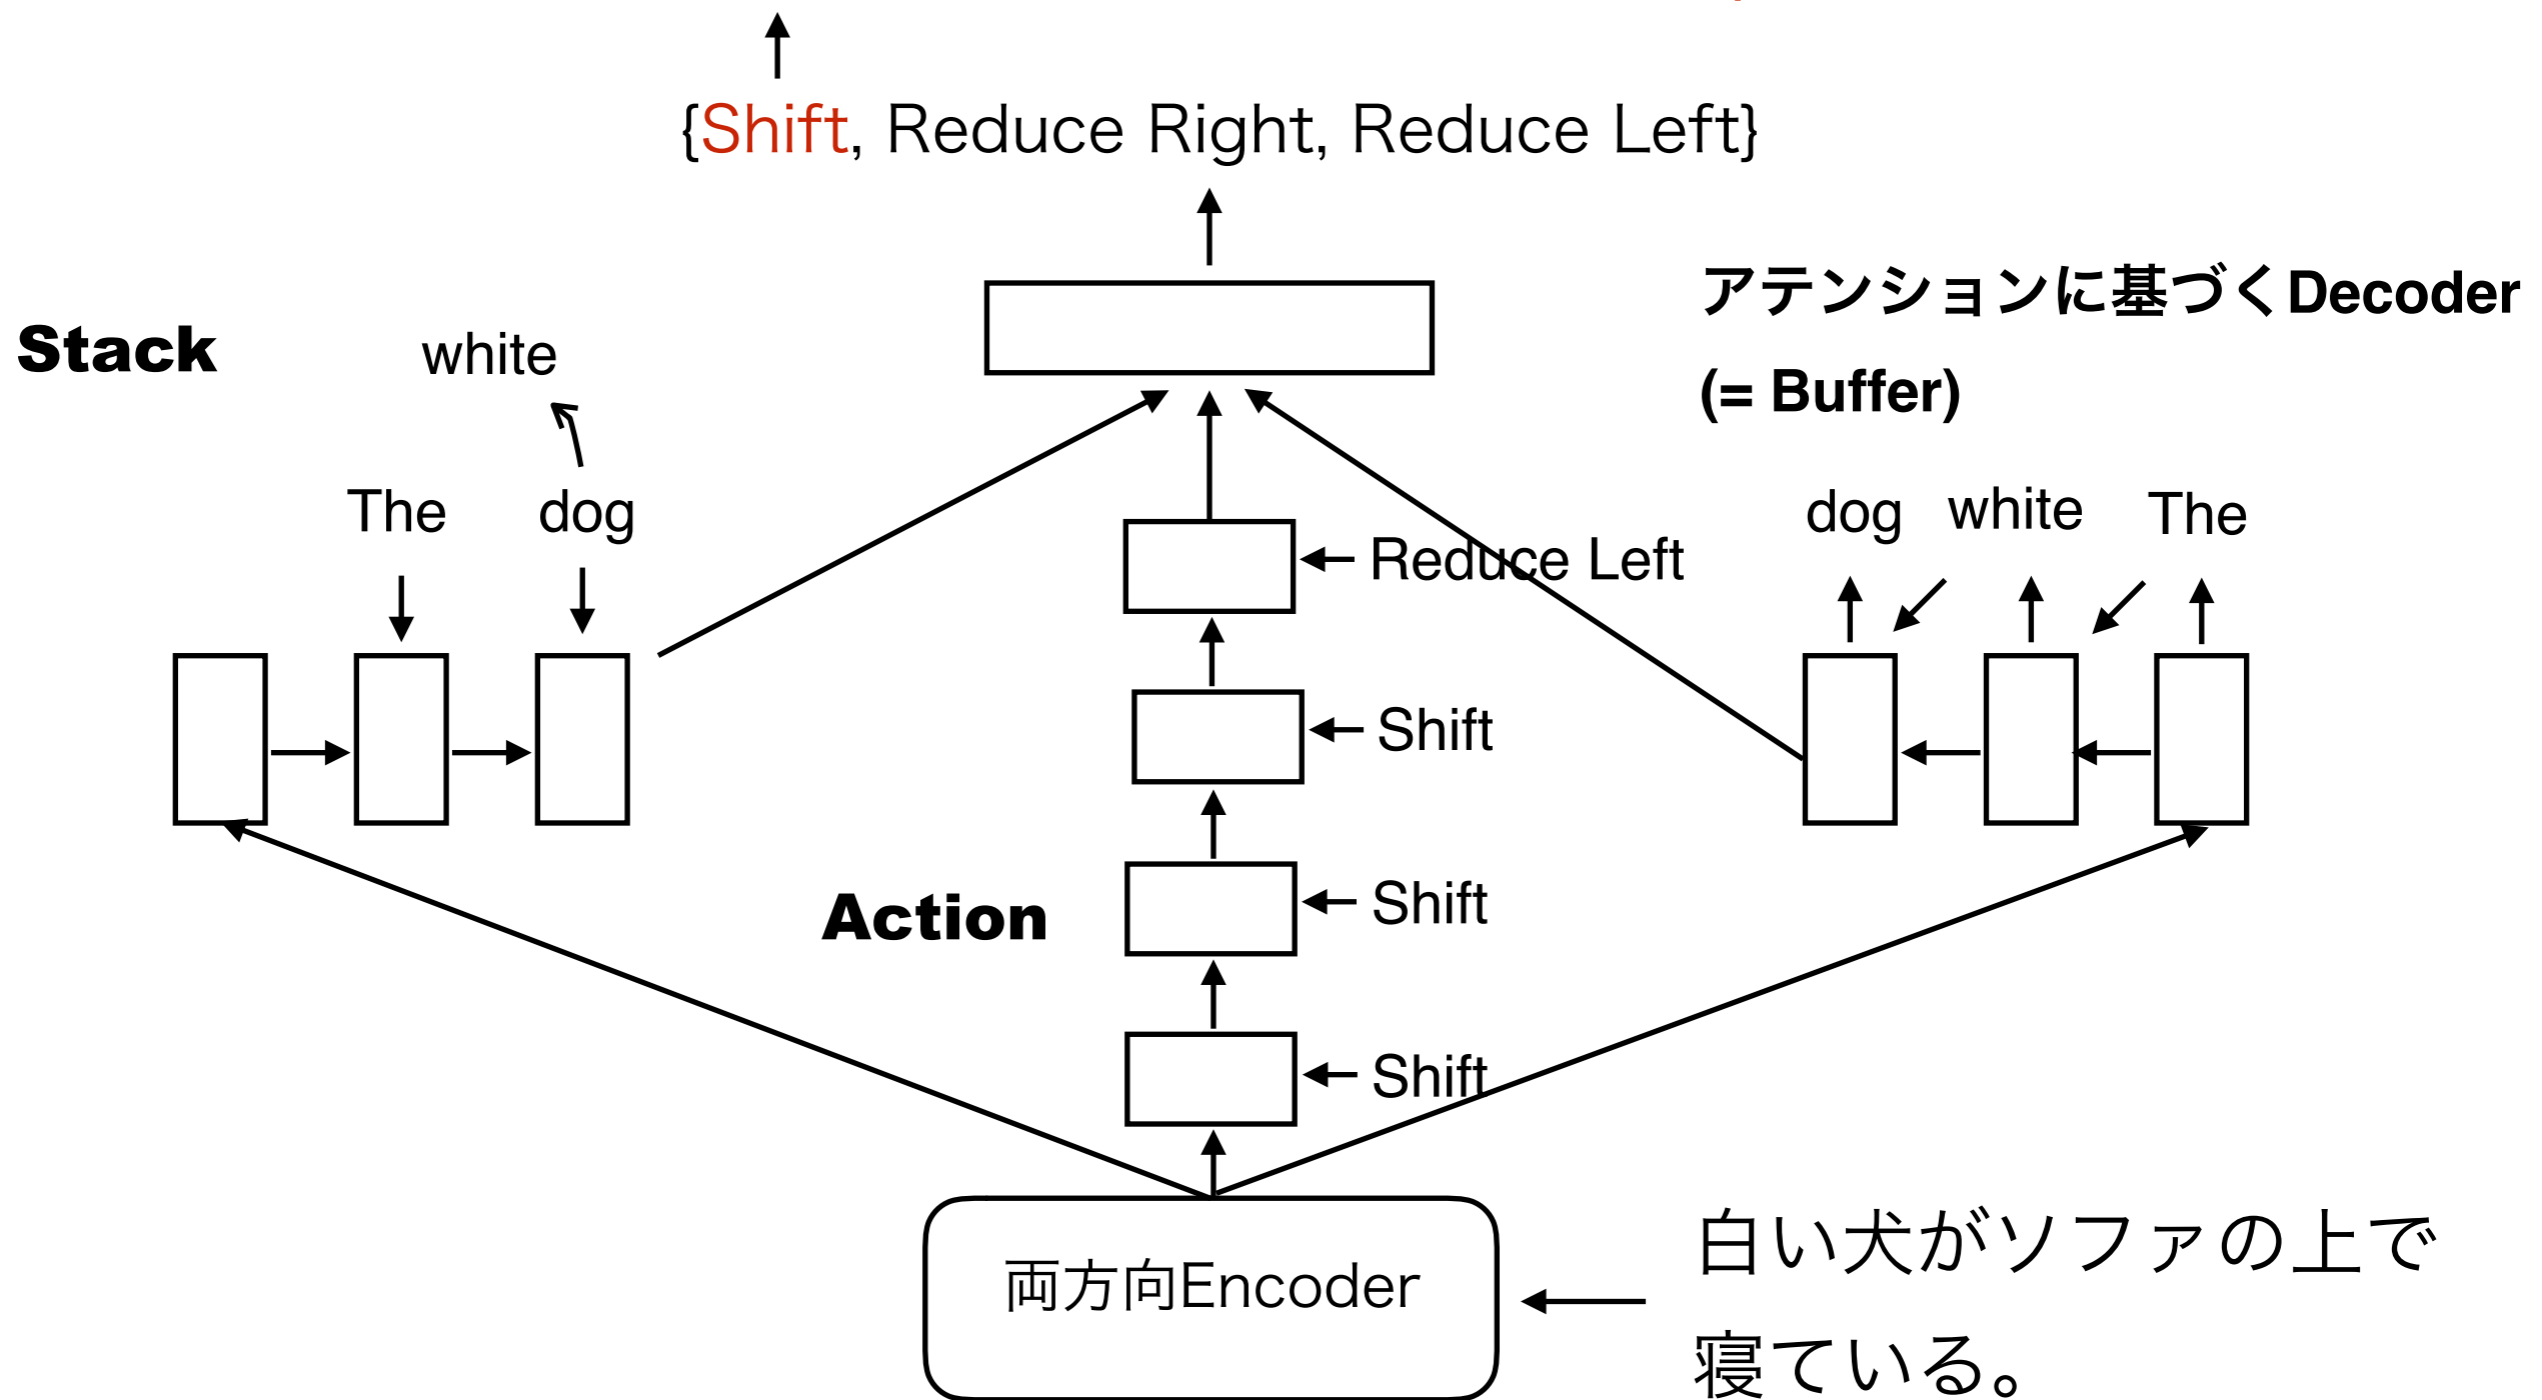 {Shift, Reduce Right, Reduce Left}
アテンションに基づくDecoder
(= Buffer)
Stack
white
The
dog
dog
white
The
Reduce Left
Shift
Action
Shift
Shift
両方向Encoder
白い犬がソファの上で
寝ている。